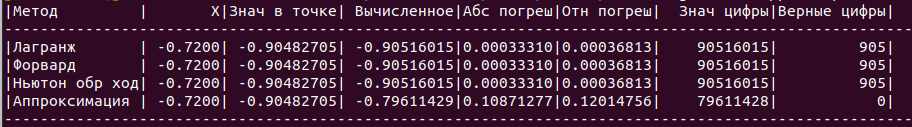 |Метод | X|Знач в точке| Вычисленное|Абс погреш|Отн погреш| Знач цифры|Верные цифры|
|Лагранж | -0.7200| -0.90482705| -0.90516015|0.00033310|0.00036813| 90516015| 905|
|Форвард | -0.7200| -0.90482705| -0.90516015|0.00033310|0.00036813| 90516015| 905|
|Ньютон обр ход| -0.7200| -0.90482705| -0.90516015|0.00033310|0.00036813| 90516015| 905|
|Аппроксимация | -0.7200| -0.90482705| -0.79611429|0.10871277|0.12014756| 79611428| 0|